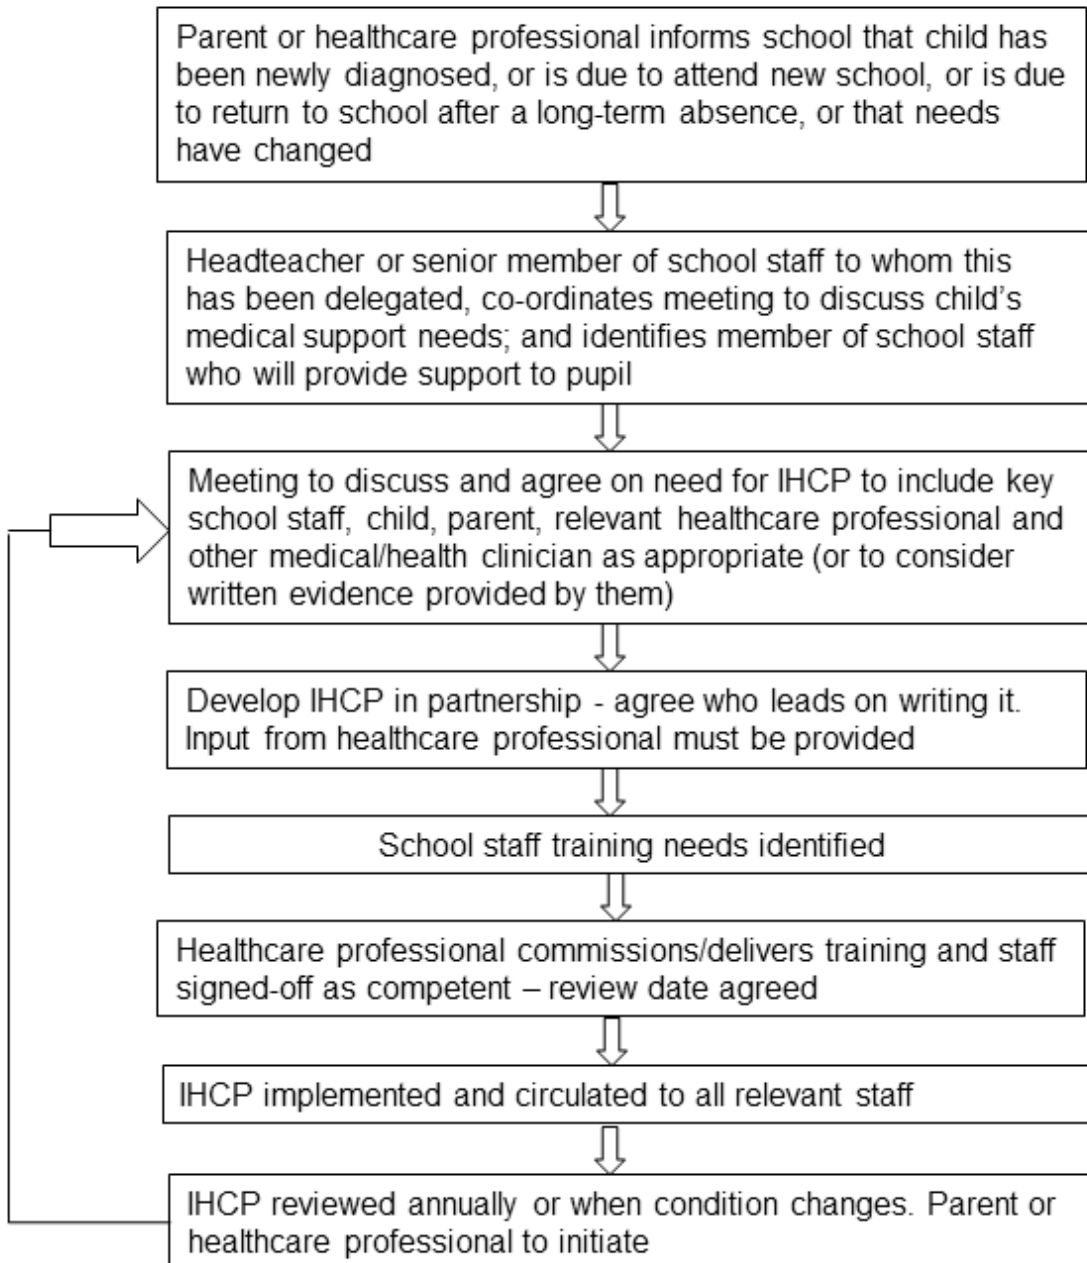 Parent or healthcare professional informs school that child has
been newly diagnosed, or is due to attend new school, or is due
to return to school after a long-term absence, or that needs
have changed
Headteacher or senior member of school staff to whom this
has been delegated, co-ordinates meeting to discuss child’s
medical support needs; and identifies member of school staff
who will provide support to pupil
Meeting to discuss and agree on need for IHCP to include key
school staff, child, parent, relevant healthcare professional and
other medical/health clinician as appropriate (or to consider
written evidence provided by them)
Develop IHCP in partnership - agree who leads on writing it.
Input from healthcare professional must be provided
School staff training needs identified
Healthcare professional commissions/delivers training and staff
signed-off as competent – review date agreed
IHCP implemented and circulated to all relevant staff
IHCP reviewed annually or when condition changes. Parent or
healthcare professional to initiate